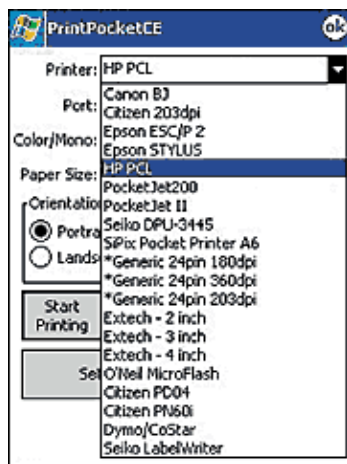 PrintPocketCE ok
Printer: HP PCL
Canon BJ
Port:
Citizen 203dpi
Epson ESC/P 2
Color/Mono:
Epson STYLUS
HP PCL
Paper Size:
PocketJet200
Orientatio
PocketJet II
Seiko DPU-3445
Portra
SiPix Pocket Printer A6
Lands
*Generic 24pin 180dpi
*Generic 24pin 360dpi
*Generic 24pin 203dpi
Start
Printing
Extech - 2 inch
Extech - 3 inch
Extech - 4 inch
Set
O'Neil MicroFlash
Citizen PD04
Citizen PN60i
Dymo/CoStar
Seiko LabelWriter